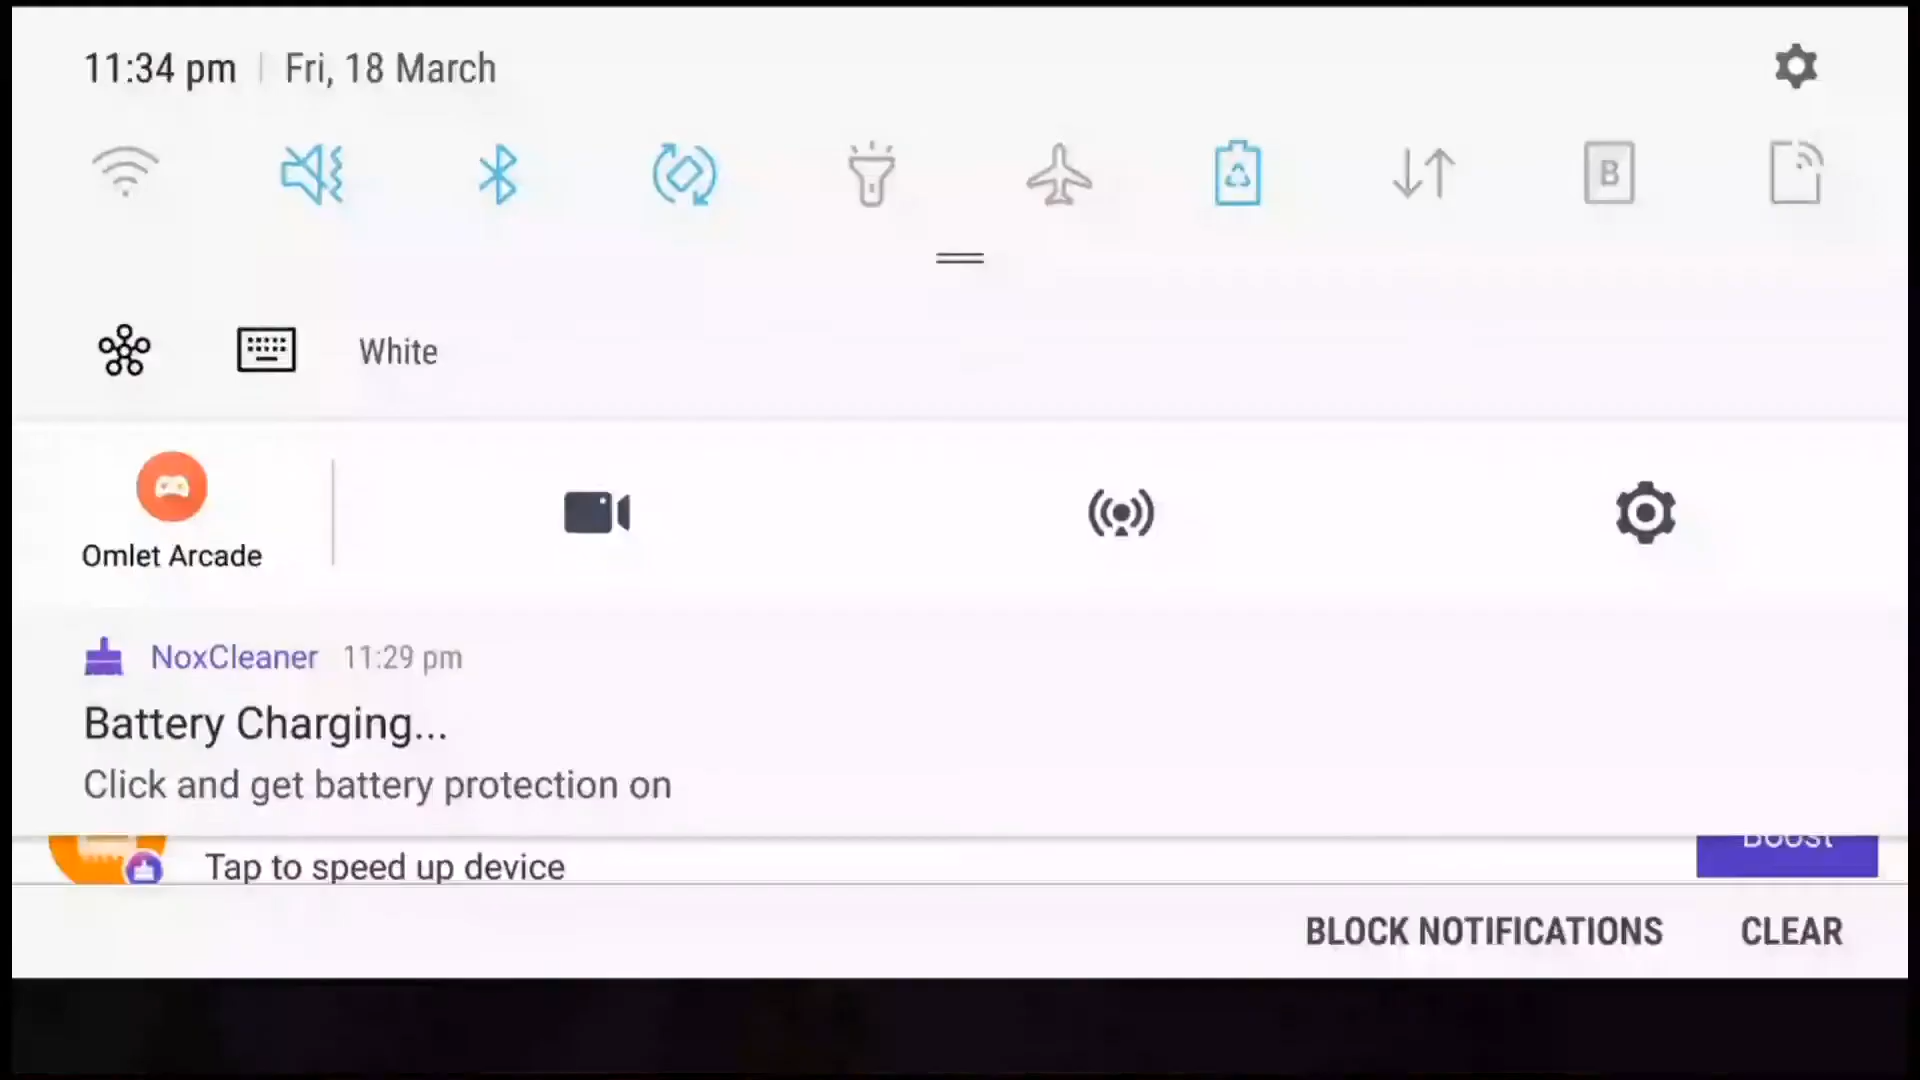 11:34 pm | Fri, 18 March
B
White
Omlet Arcade
NoxCleaner 11:29 pm
Battery Charging...
Click and get battery protection on
Boost
Tap to speed up device
BLOCK NOTIFICATIONS CLEAR